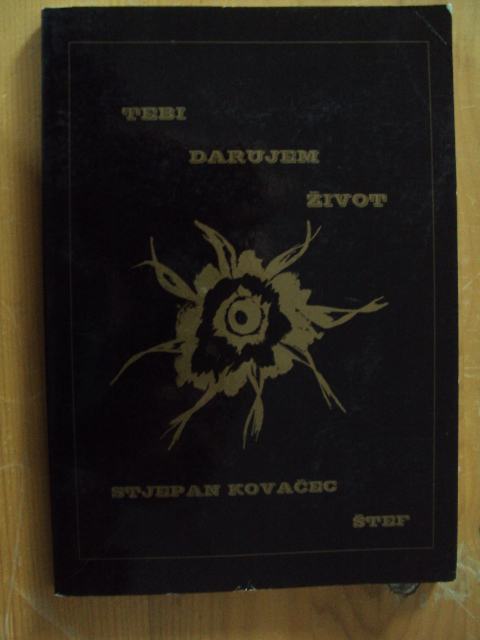 TEBI
DARUJEM
ŽIVOT
STJEPAN KOVAČEC
ŠTEF